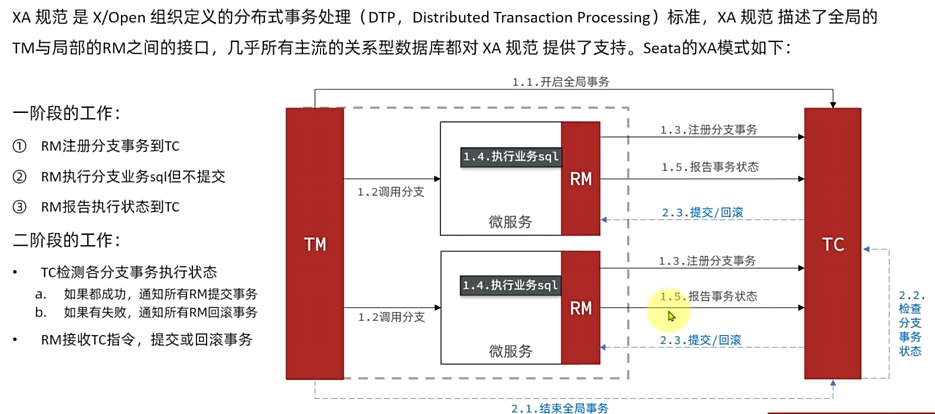 XA 规范 是 X/Open 组织定义的分布式事务处理（DTP，Distributed Transaction Processing）标准，XA 规范 描述了全局的
TM与局部的RM之间的接口，几乎所有主流的关系型数据库都对 XA 规范 提供了支持。Seata的XA模式如下：
一阶段的工作：
① RM注册分支事务到TC
② RM执行分支业务sql但不提交
③ RM报告执行状态到TC
二阶段的工作：
• TC检测各分支事务执行状态
a. 如果都成功，通知所有RM提交事务
b. 如果有失败，通知所有RM回滚事务
• RM接收TC指令，提交或回滚事务
1.1.开启全局事务
TM
1.2调用分支
1.4.执行业务sql
RM
微服务
1.3.注册分支事务
1.5.报告事务状态
2.3.提交/回滚
1.2调用分支
1.4.执行业务sql
RM
微服务
1.3.注册分支事务
1.5.报告事务状态
2.3.提交/回滚
TC
2.2.
检查
分支
事务
状态
2.1.结束全局事务